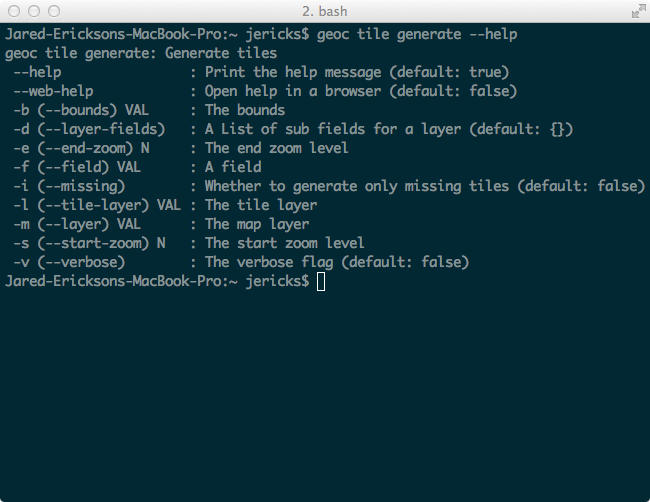 2. bash
Jared-Ericksons-MacBook-Pro:~ jericks$ geoc tile generate --help
geoc tile generate: Generate tiles
 --help                : Print the help message (default: true)
 --web-help            : Open help in a browser (default: false)
 -b (--bounds) VAL     : The bounds
 -d (--layer-fields)   : A List of sub fields for a layer (default: {})
 -e (--end-zoom) N     : The end zoom level
 -f (--field) VAL      : A field
 -i (--missing)        : Whether to generate only missing tiles (default: false)
 -l (--tile-layer) VAL : The tile layer
 -m (--layer) VAL      : The map layer
 -s (--start-zoom) N   : The start zoom level
 -v (--verbose)        : The verbose flag (default: false)
Jared-Ericksons-MacBook-Pro:~ jericks$